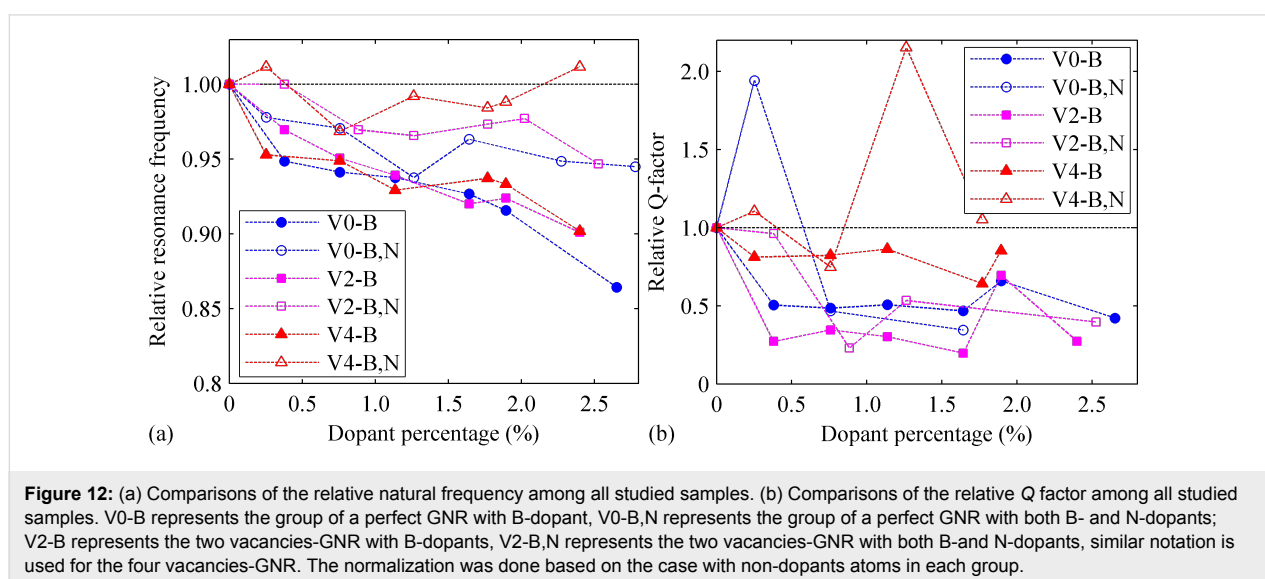 1.00
0.95
0.90
0.85
0.8
Relative resonance frequency
V0-B
V0-B,N
V2-B
V2-B,N
V4-B
V4-B,N
0 0.5 1.0 1.5 2.0 2.5
(a) Dopant percentage (%)
2.0
1.5
1.0
0.5
0
Relative Q-factor
V0-B
V0-B,N
V2-B
V2-B,N
V4-B
V4-B,N
0 0.5 1.0 1.5 2.0 2.5
(b) Dopant percentage (%)
Figure 12: (a) Comparisons of the relative natural frequency among all studied samples. (b) Comparisons of the relative Q factor among all studied
samples. V0-B represents the group of a perfect GNR with B-dopant, V0-B,N represents the group of a perfect GNR with both B- and N-dopants;
V2-B represents the two vacancies-GNR with B-dopants, V2-B,N represents the two vacancies-GNR with both B-and N-dopants, similar notation is
used for the four vacancies-GNR. The normalization was done based on the case with non-dopants atoms in each group.